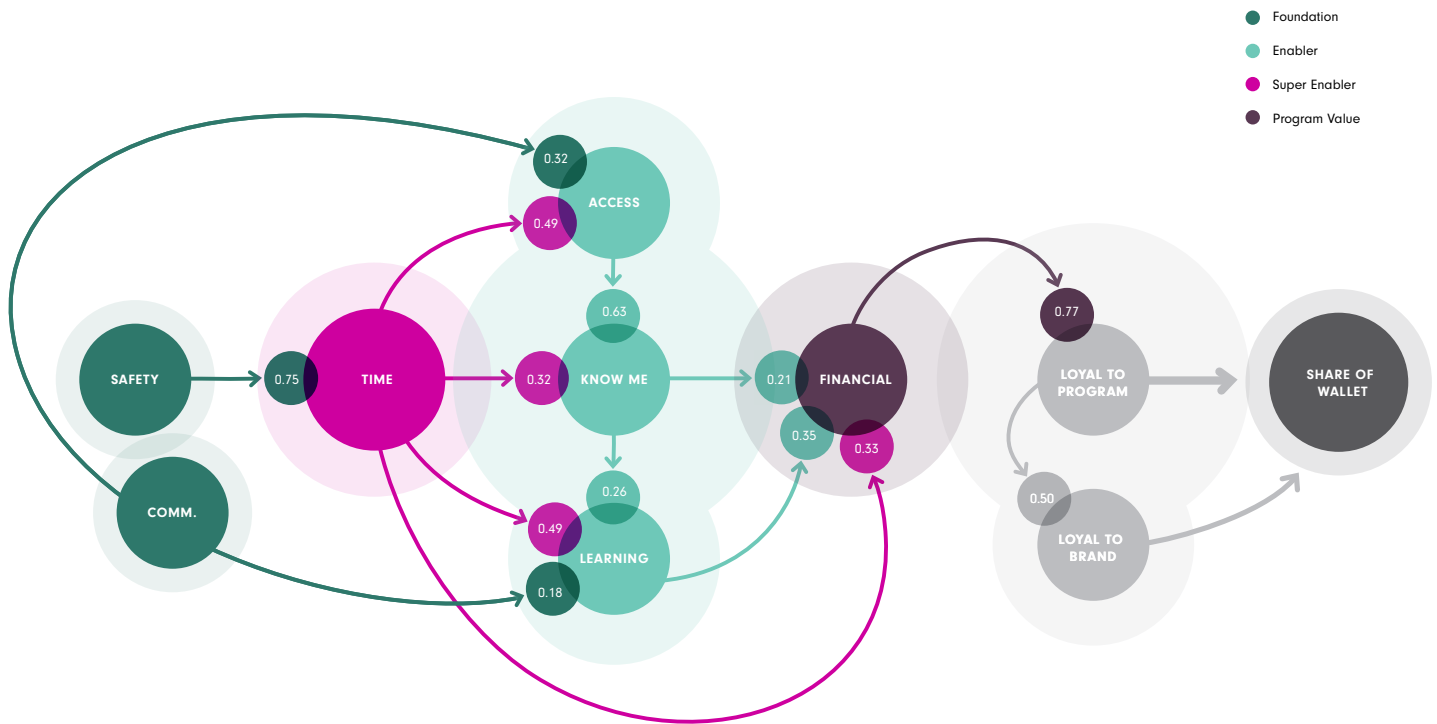 Foundation
Enabler
Super Enabler
Program Value
0.32
ACCESS
0.49
0.63
SAFETY
0.75
TIME
0.32
KNOW ME
0.21
FINANCIAL
0.35
0.33
0.77
LOYAL TO
PROGRAM
SHARE OF
WALLET
COMM.
0.26
0.49
LEARNING
0.18
0.50
LOYAL TO
BRAND